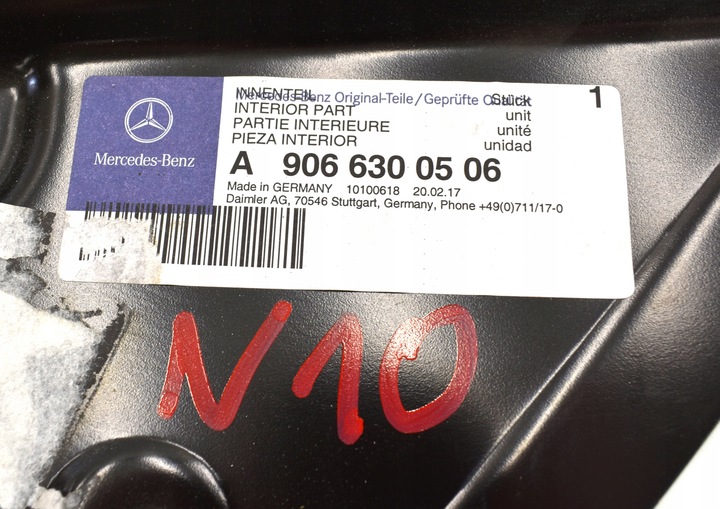 INNENTEIL
Mercedes-Benz Original-Teile/Geprüfte Qualität
Stück
1
INTERIOR PART
unit
PARTIE INTERIEURE
unité
PIEZA INTERIOR
unidad
Mercedes-Benz
A 906 630 05 06
Made in GERMANY 10100618 20.02.17
Daimler AG, 70546 Stuttgart, Germany, Phone +49(0)711/17-0
N10